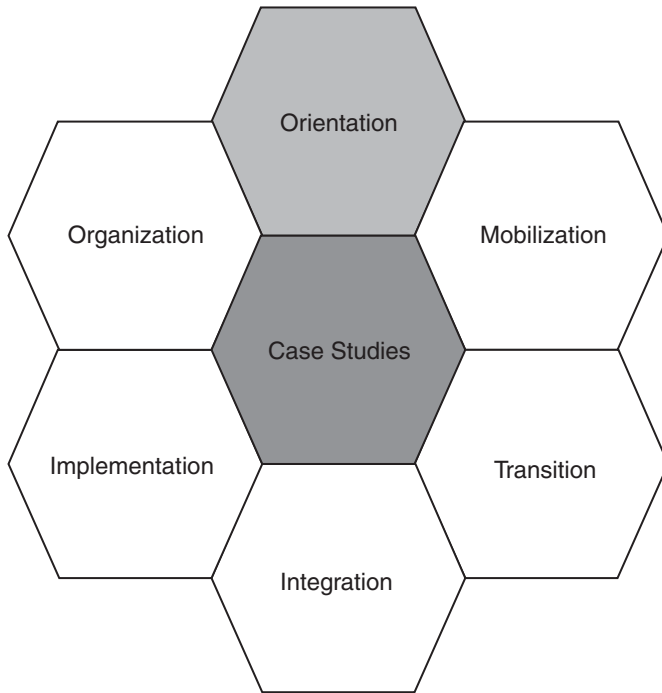 Orientation
Organization
Mobilization
Case Studies
Implementation
Transition
Integration